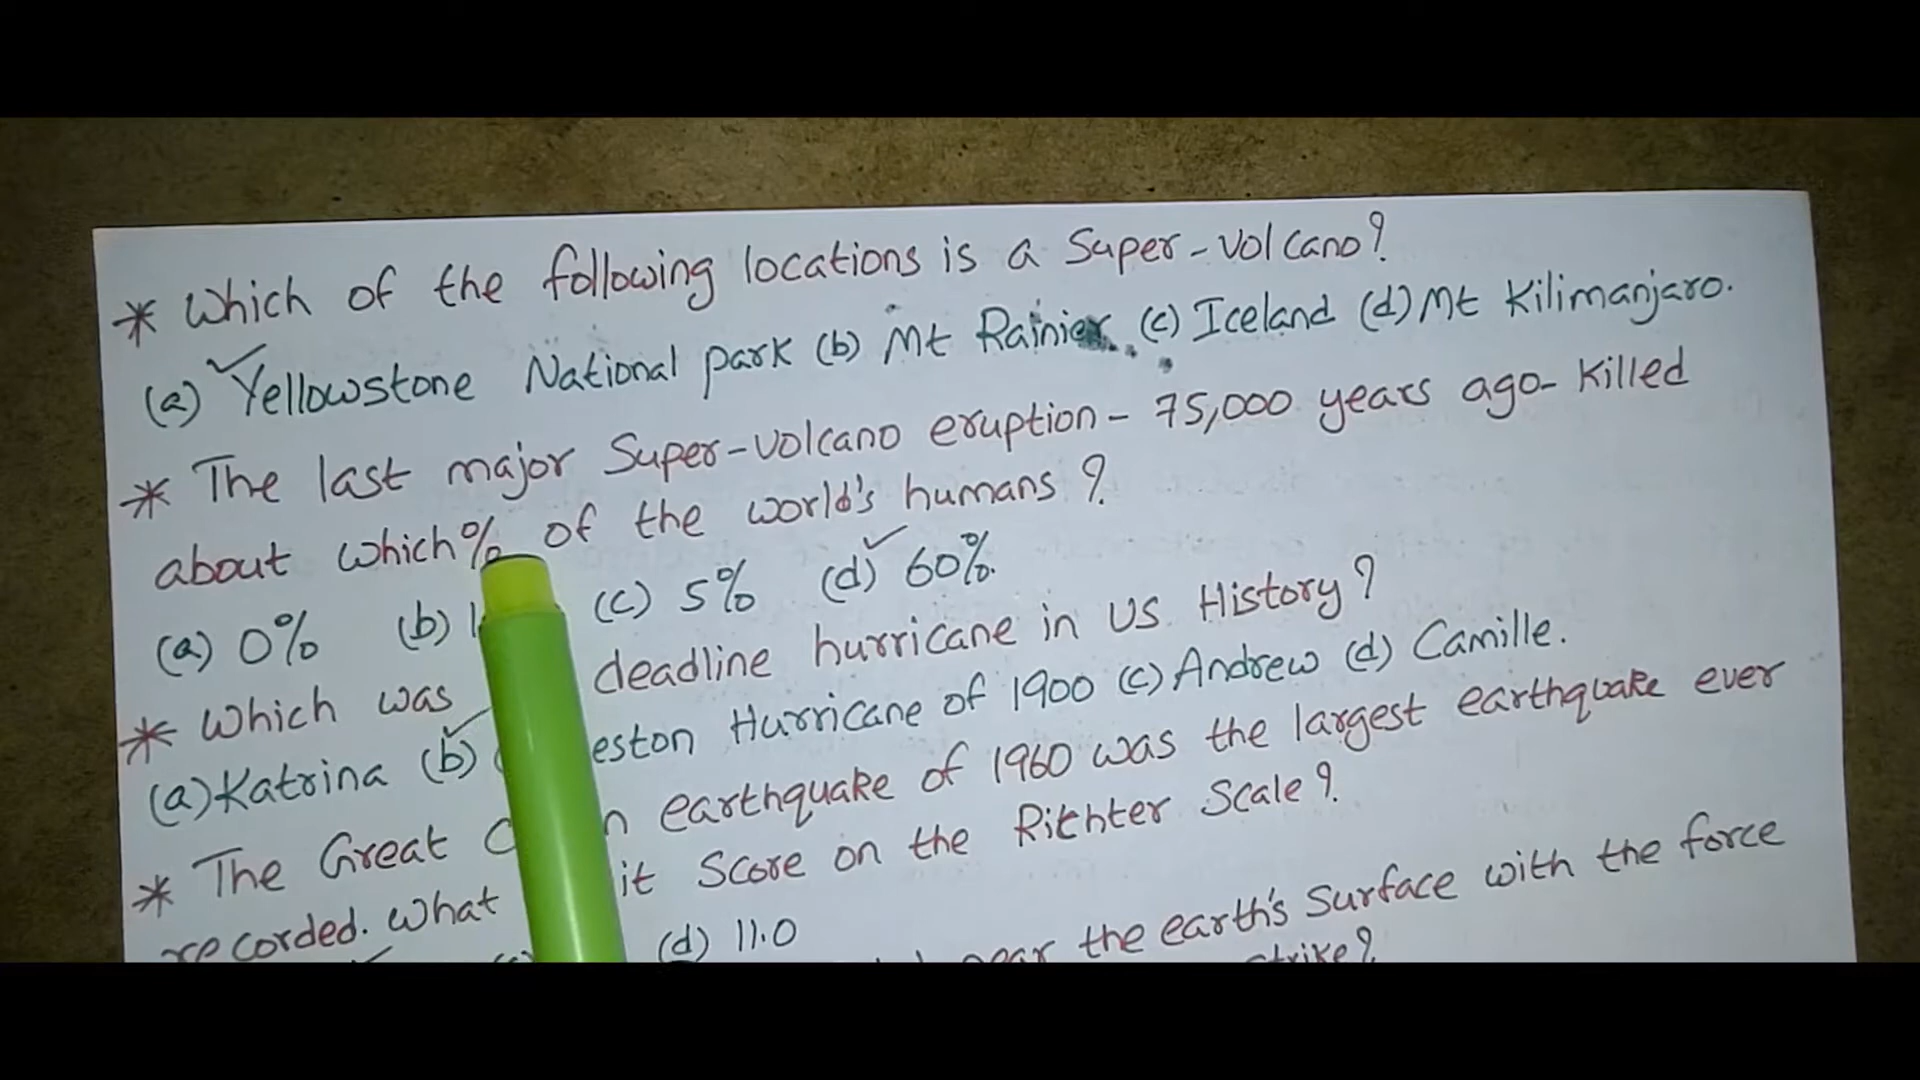 * Which of the following locations is a Super-volcano?
(a) Yellowstone National park (b) Mt Rainier (c) Iceland (d) Mt Kilimanjaro.
* The last major Super-volcano eruption - 75,000 years ago- killed
about which% of the world's humans?
(a) 0% (b) (c) 5% (d) 60%.
* Which was deadline hurricane in US History?
(a) Katrina (b) eston Hurricane of 1900 (c) Andrew (d) Camille.
* The Great n earthquake of 1960 was the largest earthquake ever
recorded. What it Score on the Richter Scale?
(d) 11.0
near the earth's Surface with the force
strike?